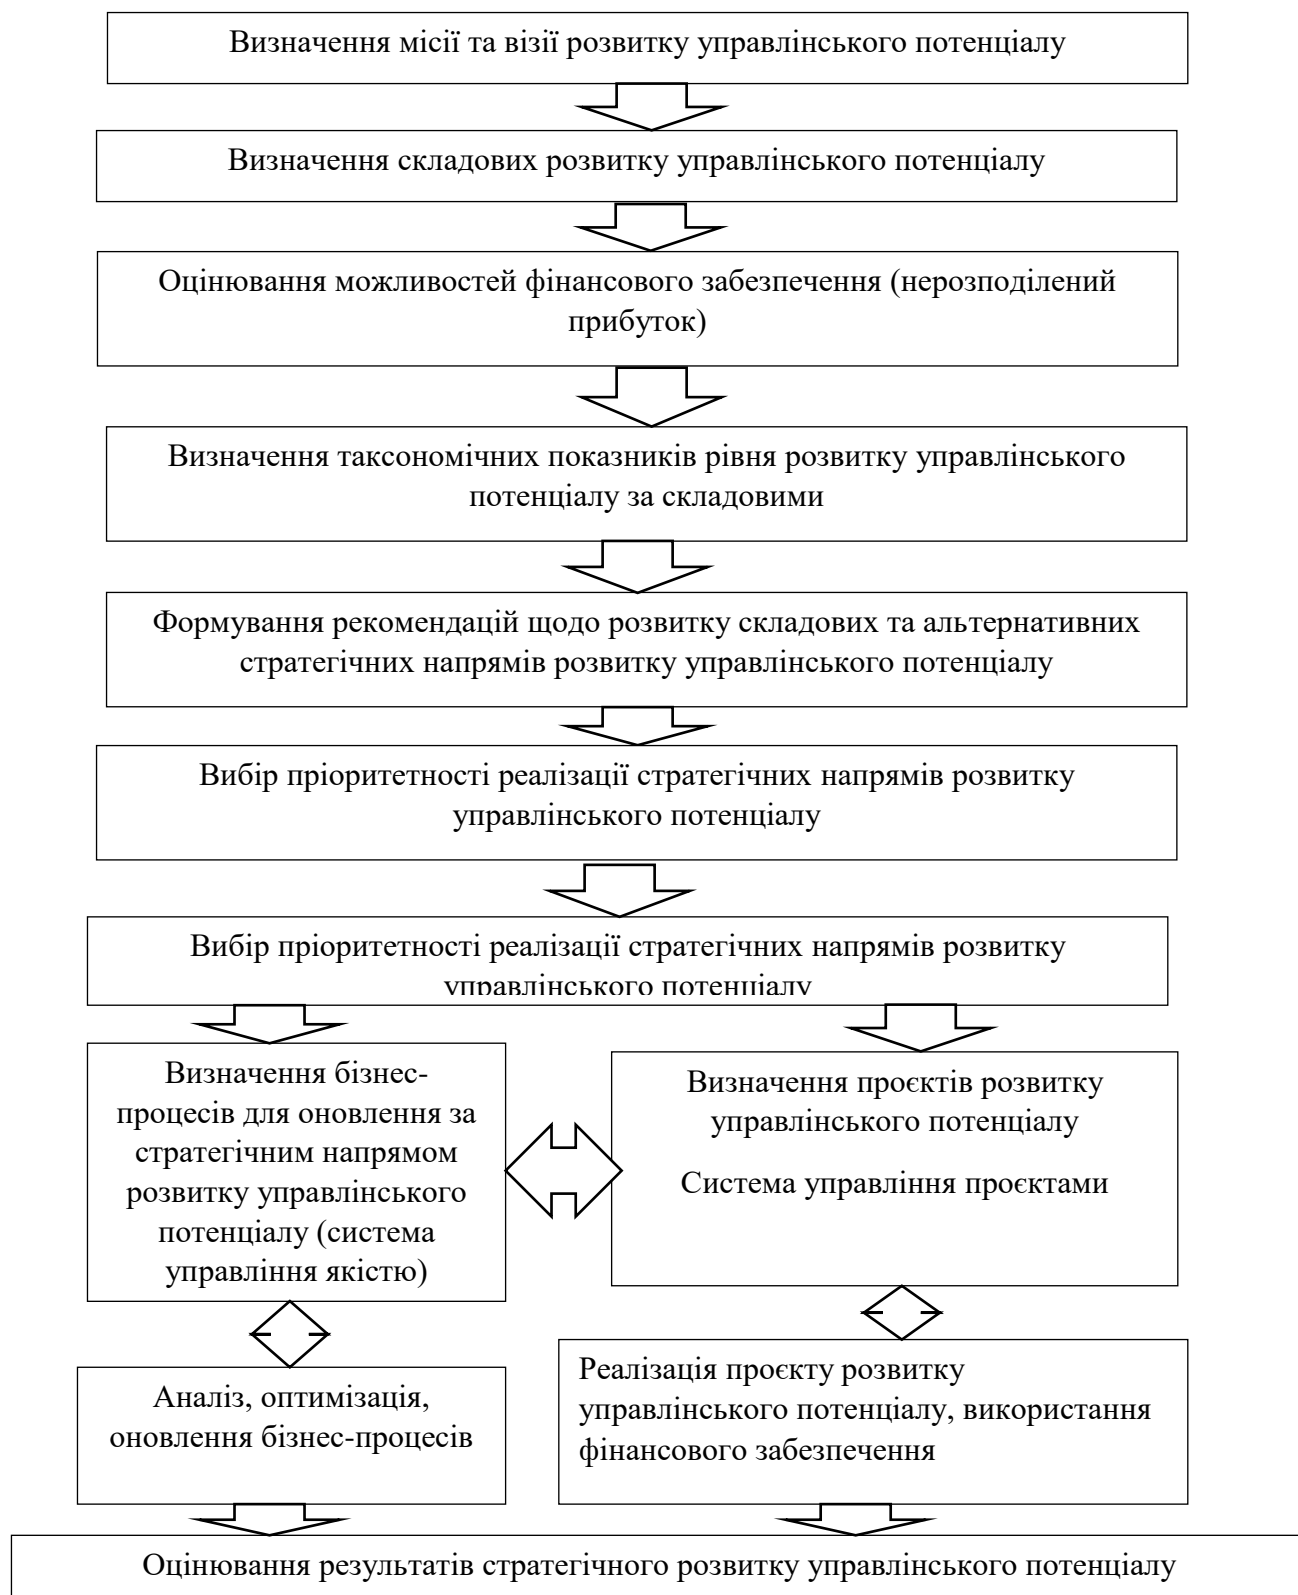 Визначення місії та візії розвитку управлінського потенціалу
Визначення складових розвитку управлінського потенціалу
Оцінювання можливостей фінансового забезпечення (нерозподілений
прибуток)
Визначення таксономічних показників рівня розвитку управлінського
потенціалу за складовими
Формування рекомендацій щодо розвитку складових та альтернативних
стратегічних напрямів розвитку управлінського потенціалу
Вибір пріоритетності реалізації стратегічних напрямів розвитку
управлінського потенціалу
Вибір пріоритетності реалізації стратегічних напрямів розвитку
управлінського потенціалу
Визначення бізнес-
процесів для оновлення за
стратегічним напрямом
розвитку управлінського
потенціалу (система
управління якістю)
Визначення проєктів розвитку
управлінського потенціалу
Система управління проєктами
Аналіз, оптимізація,
оновлення бізнес-процесів
Реалізація проєкту розвитку
управлінського потенціалу, використання
фінансового забезпечення
Оцінювання результатів стратегічного розвитку управлінського потенціалу